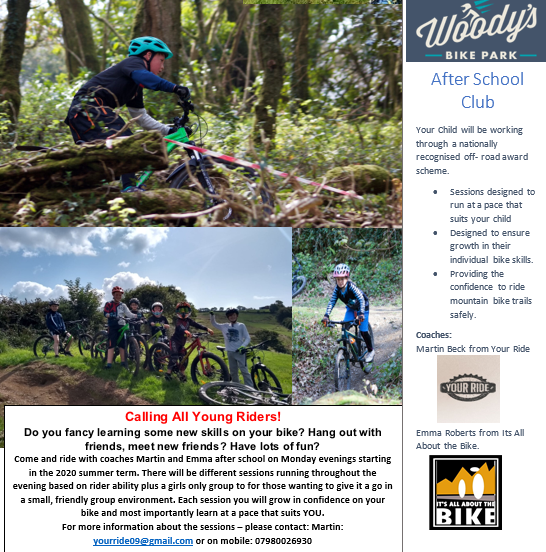 Woody's
BIKE PARK
After School
Club
Your Child will be working
through a nationally
recognised off- road award
scheme.
• Sessions designed to
run at a pace that
suits your child
• Designed to ensure
growth in their
individual bike skills.
• Providing the
confidence to ride
mountain bike trails
safely.
Coaches:
Martin Beck from Your Ride
YOUR RIDE
Emma Roberts from Its All
About the Bike.
IT'S ALL ABOUT THE
BIKE
Calling All Young Riders!
Do you fancy learning some new skills on your bike? Hang out with
friends, meet new friends? Have lots of fun?
Come and ride with coaches Martin and Emma after school on Monday evenings starting
in the 2020 summer term. There will be different sessions running throughout the
evening based on rider ability plus a girls only group to for those wanting to give it a go in
a small, friendly group environment. Each session you will grow in confidence on your
bike and most importantly learn at a pace that suits YOU.
For more information about the sessions – please contact: Martin:
yourride09@gmail.com or on mobile: 07980026930